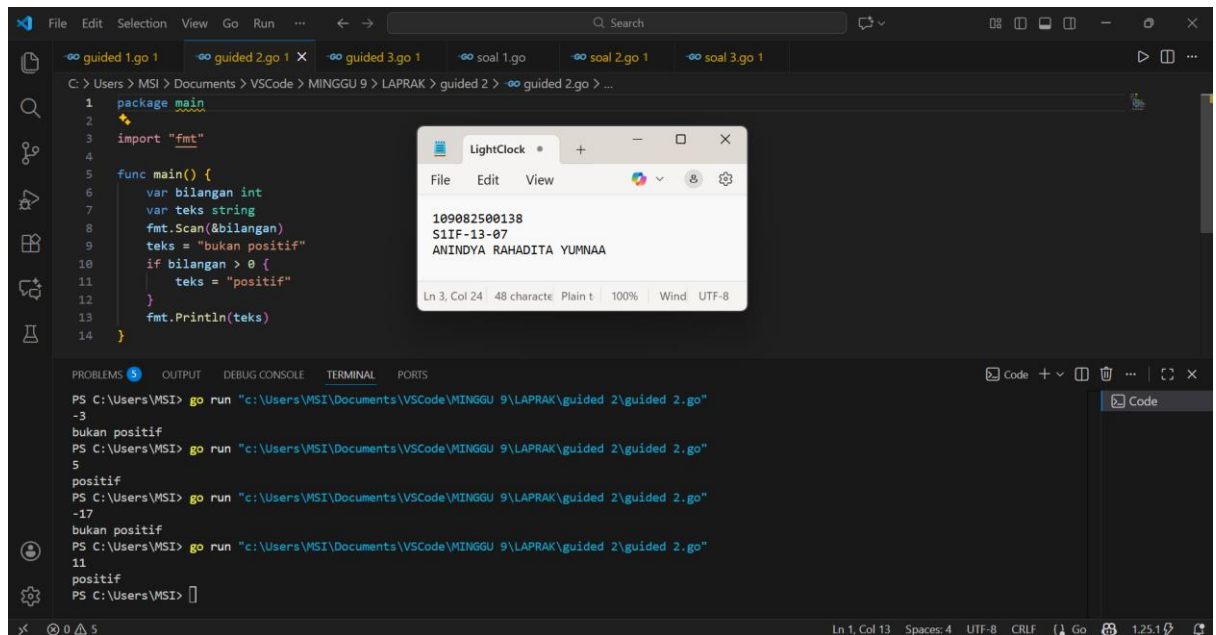 File Edit Selection View Go Run ··· Search
guided 1.go 1 guided 2.go 1 guided 3.go 1 soal 1.go soal 2.go 1 soal 3.go 1
C: > Users > MSI > Documents > VSCode > MINGGU 9 > LAPRAK > guided 2 > guided 2.go > ...
1 package main
2
3 import "fmt"
4
5 func main() {
6 var bilangan int
7 var teks string
8 fmt.Scan(&bilangan)
9 teks = "bukan positif"
10 if bilangan > 0 {
11 teks = "positif"
12 }
13 fmt.Println(teks)
14 }
LightClock
File Edit View
109082500138
S1IF-13-07
ANINDYA RAHADITA YUMNAA
Ln 3, Col 24 48 characte Plain t 100% Wind UTF-8
PROBLEMS 5 OUTPUT DEBUG CONSOLE TERMINAL PORTS Code
PS C:\Users\MSI> go run "c:\Users\MSI\Documents\VSCode\MINGGU 9\LAPRAK\guided 2\guided 2.go" Code
-3
bukan positif
PS C:\Users\MSI> go run "c:\Users\MSI\Documents\VSCode\MINGGU 9\LAPRAK\guided 2\guided 2.go"
5
positif
PS C:\Users\MSI> go run "c:\Users\MSI\Documents\VSCode\MINGGU 9\LAPRAK\guided 2\guided 2.go"
-17
bukan positif
PS C:\Users\MSI> go run "c:\Users\MSI\Documents\VSCode\MINGGU 9\LAPRAK\guided 2\guided 2.go"
11
positif
PS C:\Users\MSI>
0 5 Ln 1, Col 13 Spaces: 4 UTF-8 CRLF {} Go 1.25.1